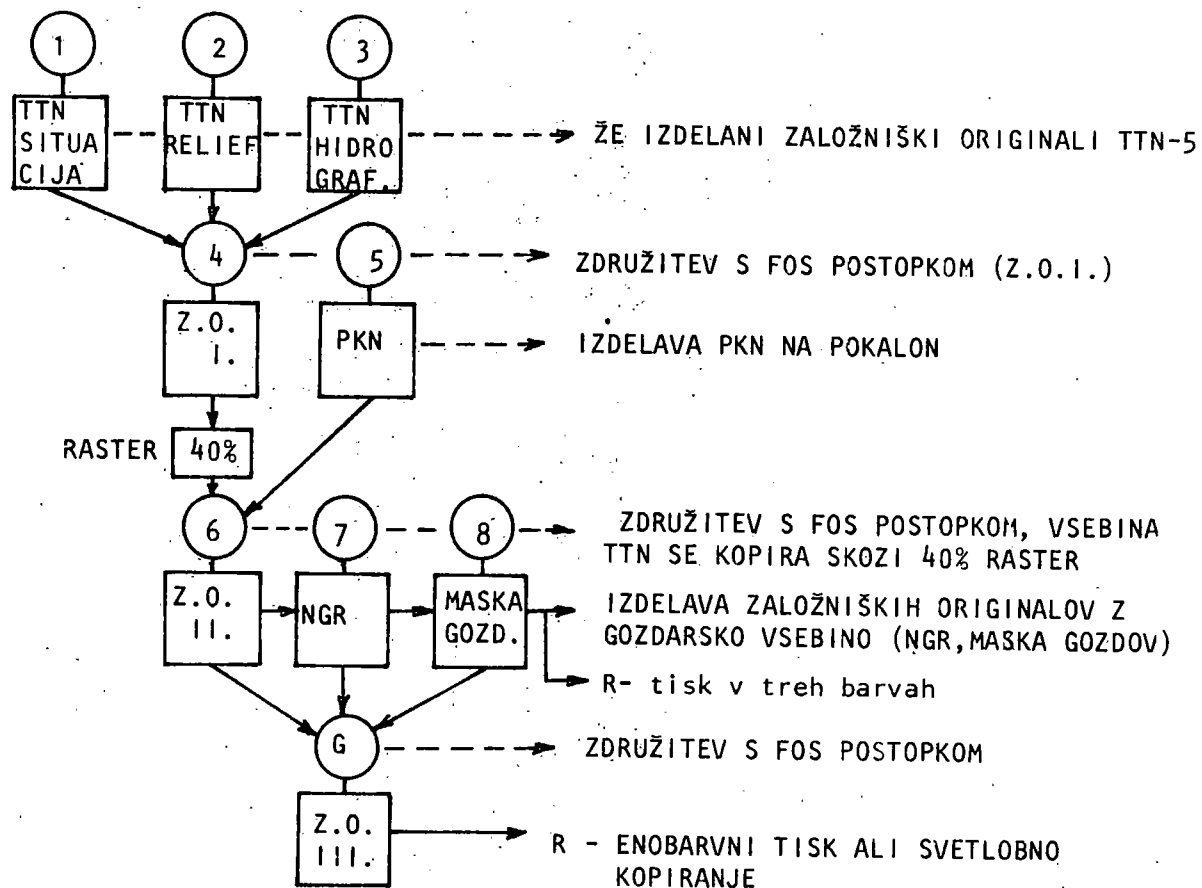 1
2
3
TTN
SITUA
CIJA
TTN
RELIEF
TTN
HIDRO
GRAF.
ŽE IZDELANI ZALOŽNIŠKI ORIGINALI TTN-5
4
5
ZDRUŽITEV S FOS POSTOPKOM (Z.O.I.)
Z.O.
I.
PKN
IZDELAVA PKN NA POKALON
RASTER
40%
6
7
8
ZDRUŽITEV S FOS POSTOPKOM, VSEBINA
TTN SE KOPIRA SKOZI 40% RASTER
Z.O.
II.
NGR
MASKA
GOZD.
IZDELAVA ZALOŽNIŠKIH ORIGINALOV Z
GOZDARSKO VSEBINO (NGR,MASKA GOZDOV)
R- tisk v treh barvah
G
ZDRUŽITEV S FOS POSTOPKOM
Z.O.
III.
R - ENOBARVNI TISK ALI SVETLOBNO
KOPIRANJE